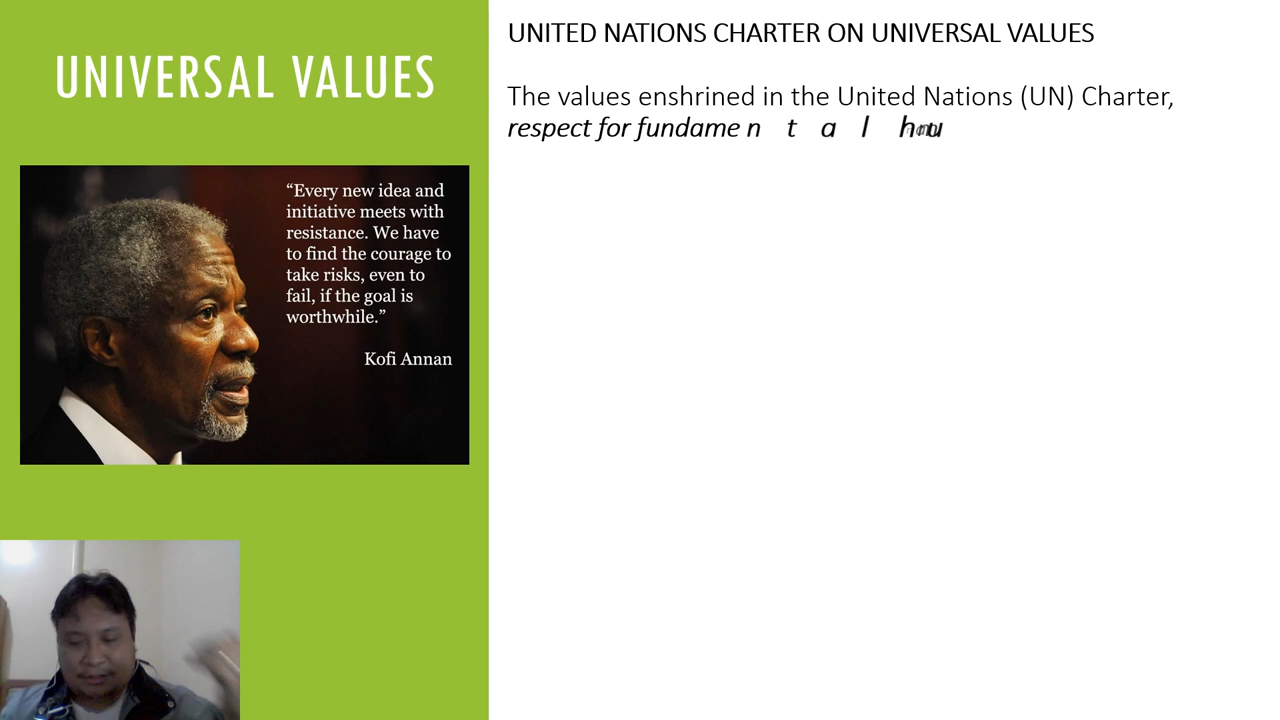 UNIVERSAL VALUES
“Every new idea and
initiative meets with
resistance. We have
to find the courage to
take risks, even to
fail, if the goal is
worthwhile.”
Kofi Annan
UNITED NATIONS CHARTER ON UNIVERSAL VALUES
The values enshrined in the United Nations (UN) Charter,
respect for fundamental